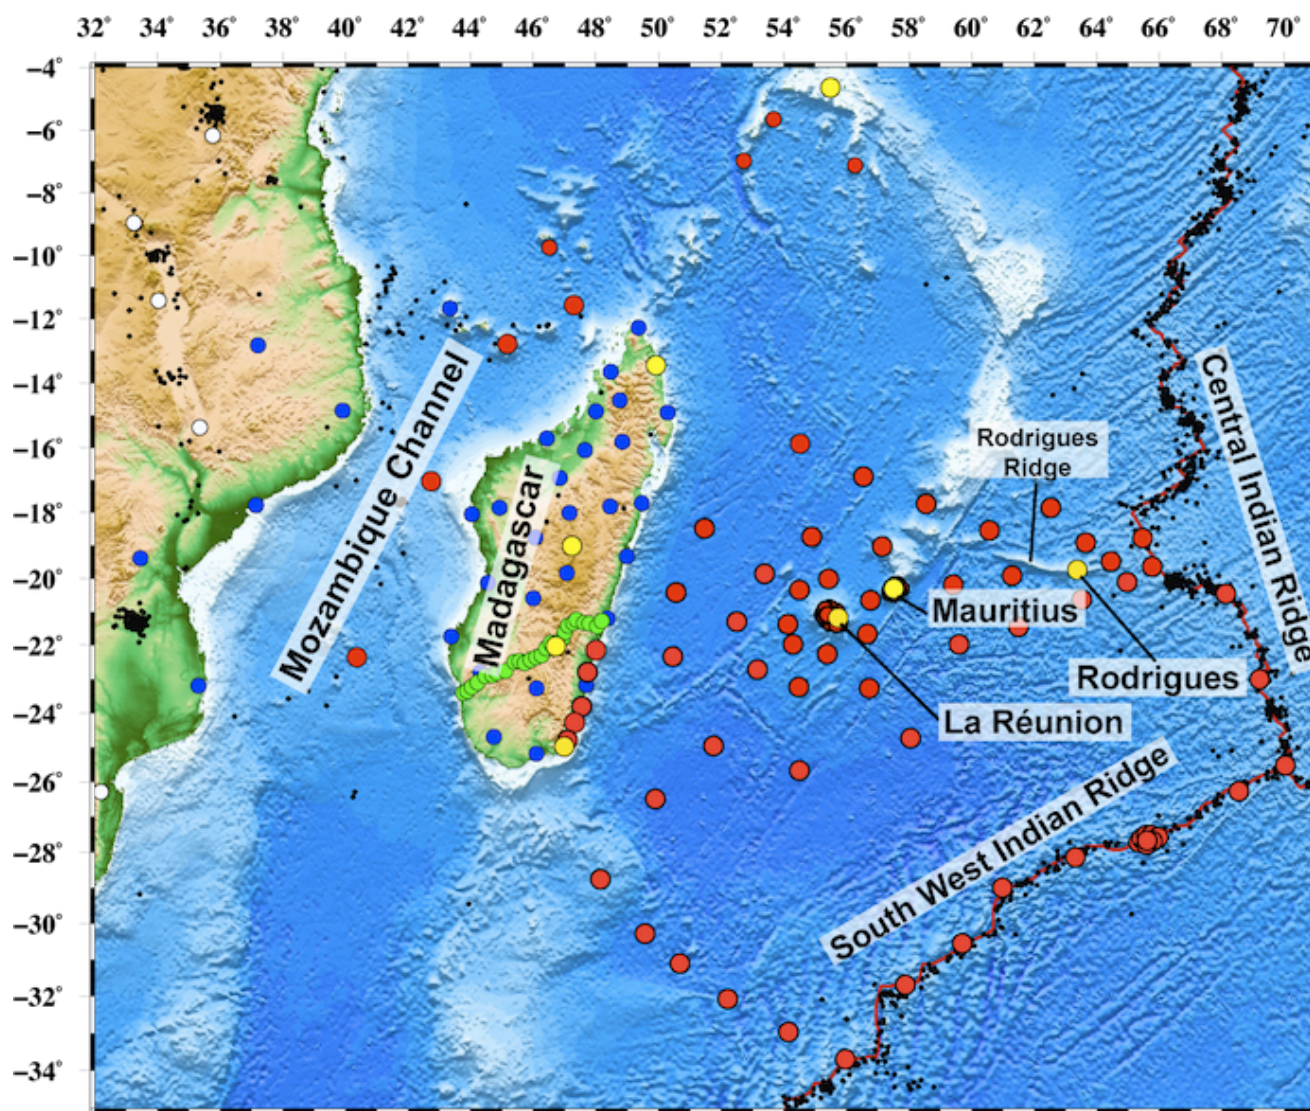 32° 34° 36° 38° 40° 42° 44° 46° 48° 50° 52° 54° 56° 58° 60° 62° 64° 66° 68° 70°
−4°
−6°
−8°
−10°
−12°
−14°
−16°
−18°
−20°
−22°
−24°
−26°
−28°
−30°
−32°
−34°
Mozambique Channel
Madagascar
Rodrigues
Ridge
Central Indian Ridge
Mauritius
Rodrigues
La Réunion
South West Indian Ridge